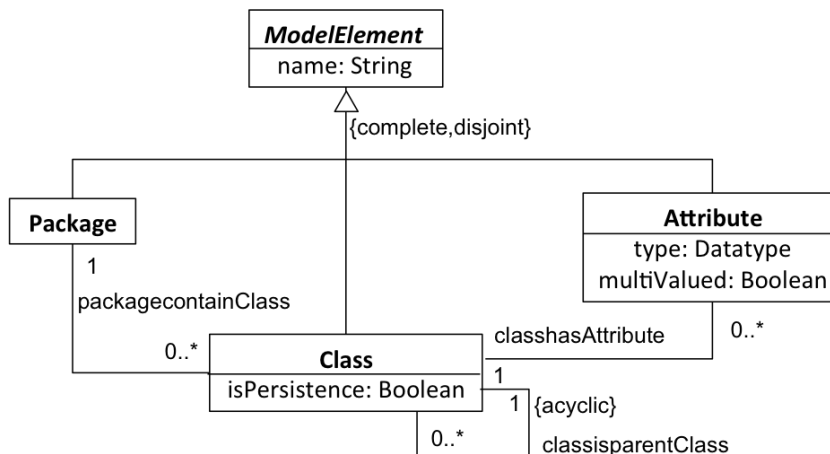 ModelElement
name: String
{complete,disjoint}
Package
Attribute
type: Datatype
multiValued: Boolean
1
packagecontainClass
0..*
Class
isPersistence: Boolean
classhasAttribute
0..*
1
1
{acyclic}
0..*
classisparentClass